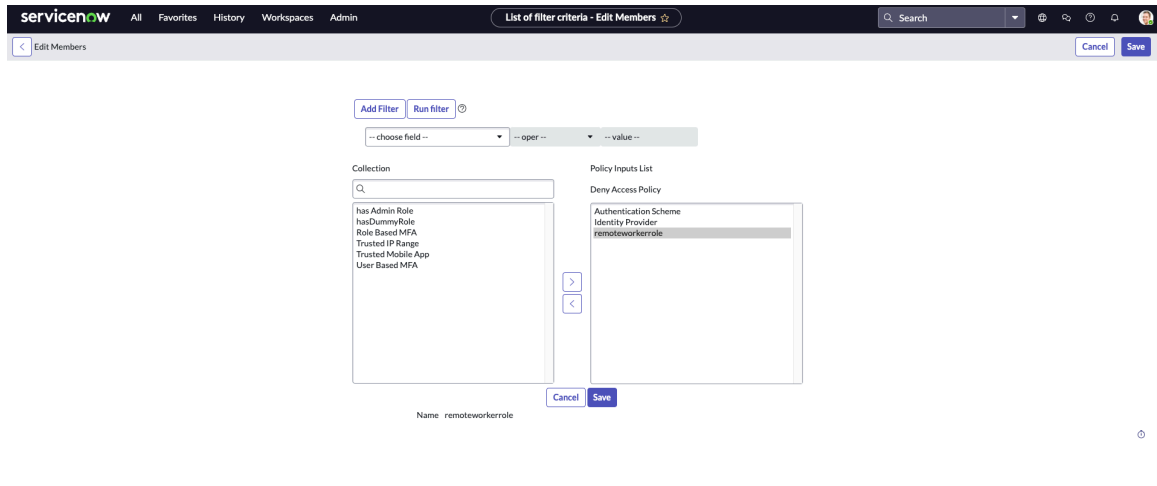 servicenow All Favorites History Workspaces Admin List of filter criteria - Edit Members Search
Edit Members Cancel Save
Add Filter Run filter
-- choose field -- -- oper -- -- value --
Collection Policy Inputs List
Deny Access Policy
has Admin Role
hasDummyRole
Role Based MFA
Trusted IP Range
Trusted Mobile App
User Based MFA
Authentication Scheme
Identity Provider
remoteworkerrole
Cancel Save
Name remoteworkerrole